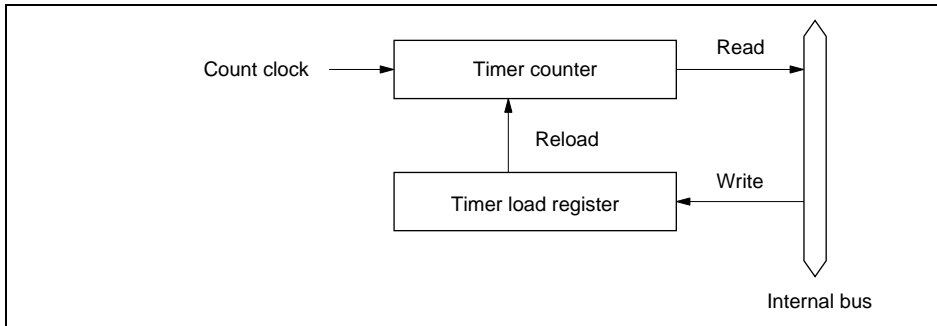 Read
Count clock
Timer counter
Reload
Write
Timer load register
Internal bus